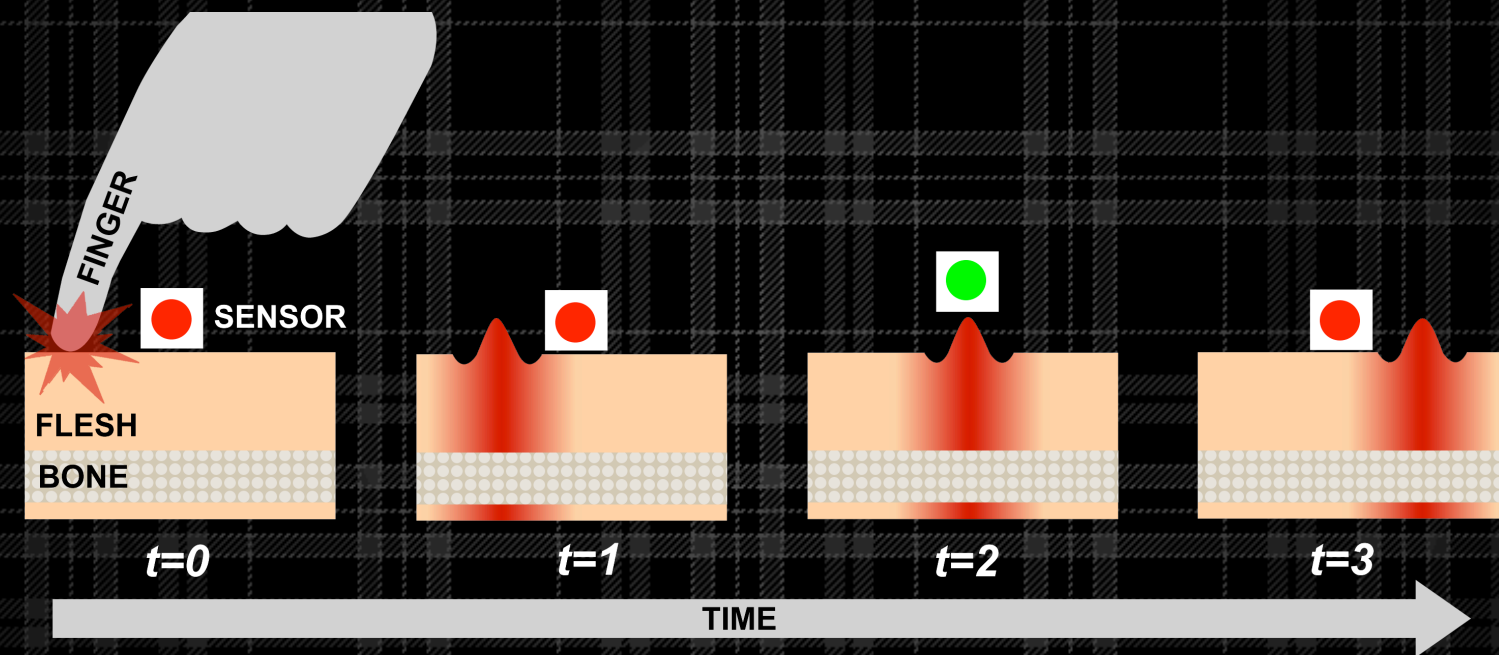 FINGER
SENSOR
FLESH
BONE
t=0
t=1
t=2
t=3
TIME